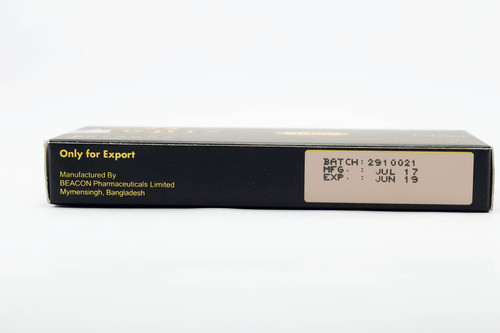 Only for Export
Manufactured By
BEACON Pharmaceuticals Limited
Mymensingh, Bangladesh
BATCH: 2910021
MFG. : JUL 17
EXP. : JUN 19